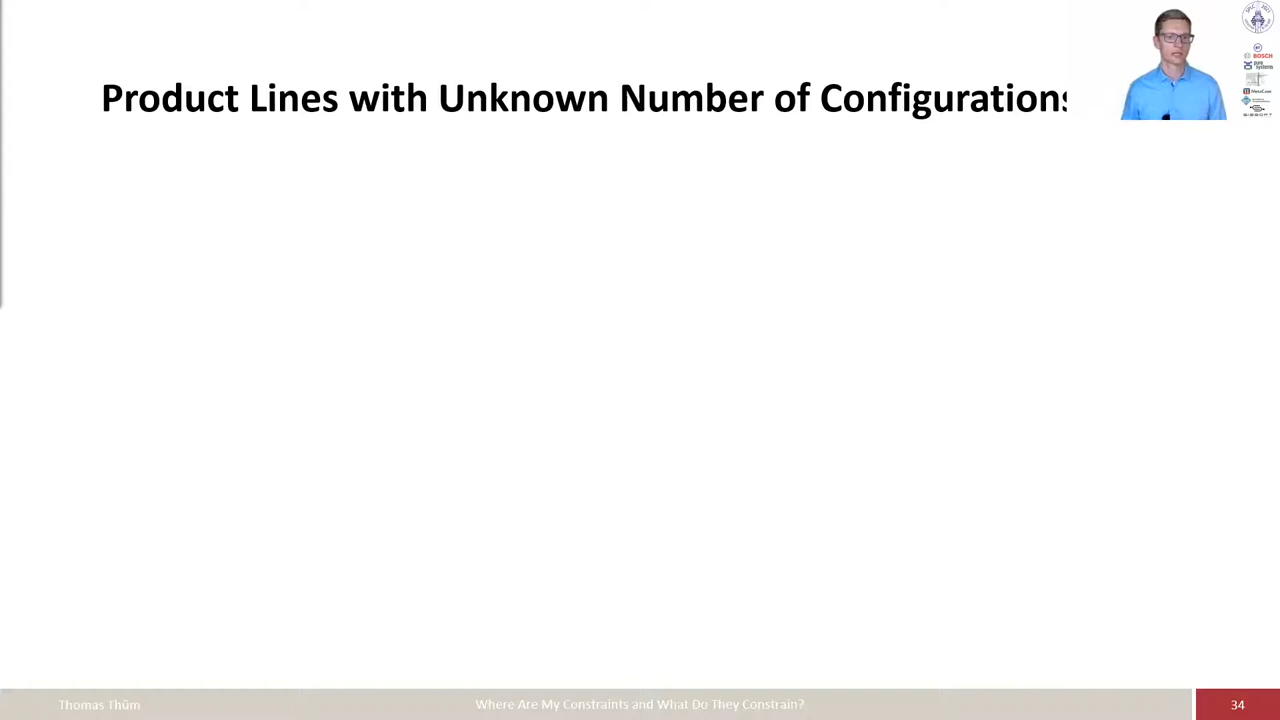 Product Lines with Unknown Number of Configurations
BOSCH
Thomas Thüm
Where Are My Constraints and What Do They Constrain?
34